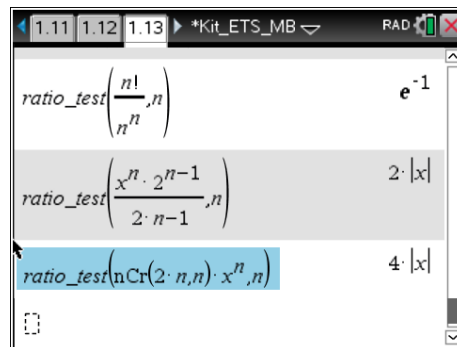 1.11 1.12 1.13 *Kit_ETS_MB RAD
ratio_test(n!/n^n,n) e^-1
ratio_test(x^n·2^(n-1)/(2·n-1),n) 2·|x|
ratio_test(nCr(2·n,n)·x^n,n) 4·|x|